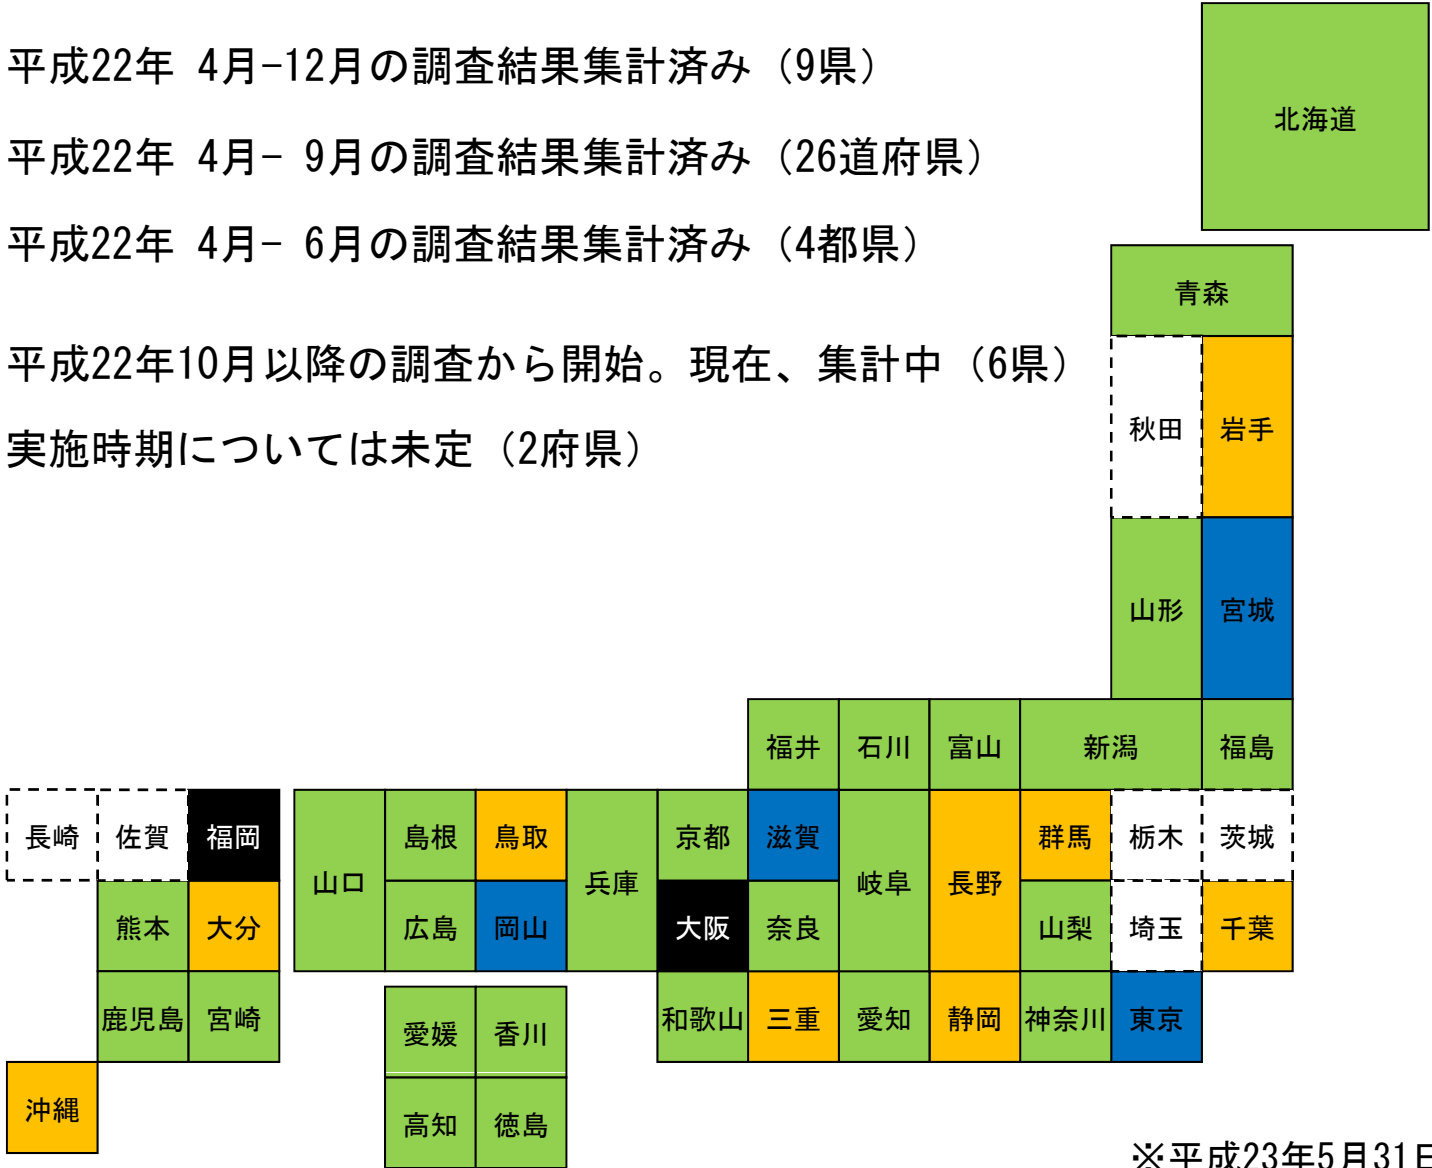 平成22年 4月-12月の調査結果集計済み（9県）
北海道
平成22年 4月- 9月の調査結果集計済み（26道府県）
平成22年 4月- 6月の調査結果集計済み（4都県）
青森
平成22年10月以降の調査から開始。現在、集計中（6県）
秋田 岩手
実施時期については未定（2府県）
山形 宮城
福井 石川 富山 新潟 福島
長崎 佐賀 福岡 島根 鳥取 京都 滋賀 群馬 栃木 茨城
山口 兵庫 岐阜 長野
熊本 大分 広島 岡山 大阪 奈良 山梨 埼玉 千葉
鹿児島 宮崎 愛媛 香川 和歌山 三重 愛知 静岡 神奈川 東京
沖縄 高知 徳島
※平成23年5月31日